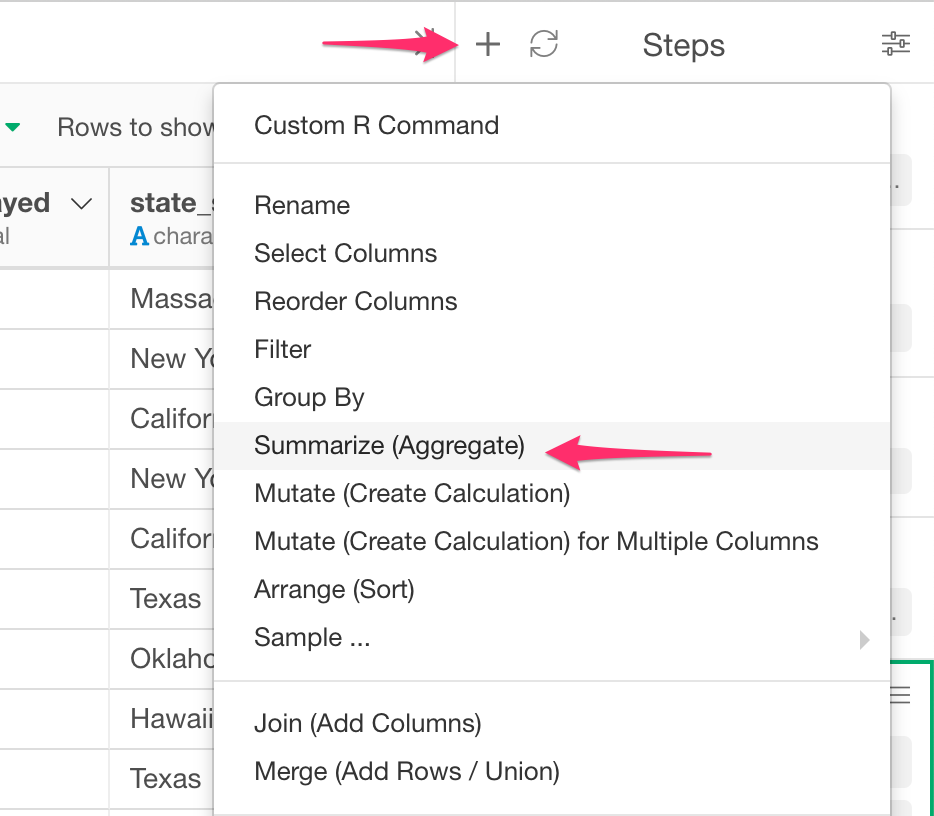 Steps
Rows to show
Custom R Command
ayed
state_s
al
A chara
Rename
Select Columns
Reorder Columns
Filter
Group By
Summarize (Aggregate)
Mutate (Create Calculation)
Mutate (Create Calculation) for Multiple Columns
Arrange (Sort)
Sample ...
Join (Add Columns)
Merge (Add Rows / Union)
Massa
New Yo
Califor
New Yo
Califor
Texas
Oklaho
Hawaii
Texas